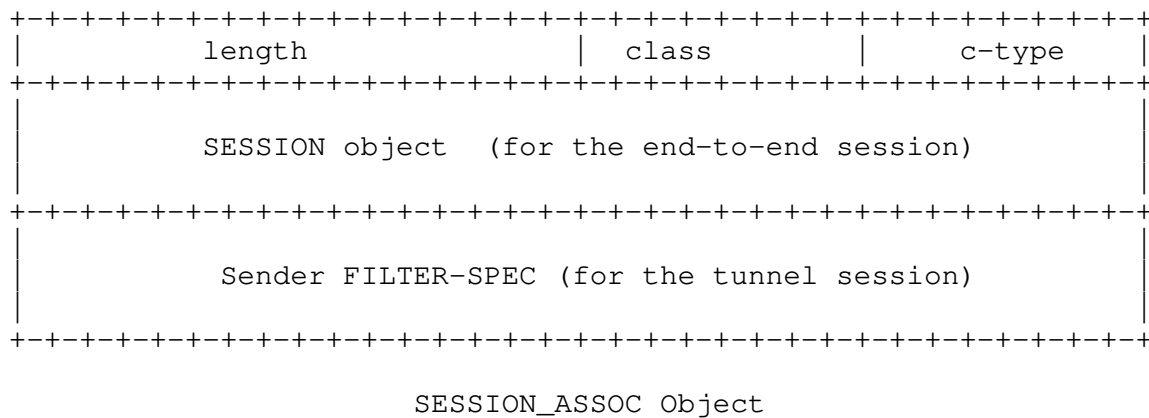 +-+-+-+-+-+-+-+-+-+-+-+-+-+-+-+-+-+-+-+-+-+-+-+-+-+-+-+-+-+-+-+-+
| length | class | c-type |
+-+-+-+-+-+-+-+-+-+-+-+-+-+-+-+-+-+-+-+-+-+-+-+-+-+-+-+-+-+-+-+-+
| |
| SESSION object (for the end-to-end session) |
| |
+-+-+-+-+-+-+-+-+-+-+-+-+-+-+-+-+-+-+-+-+-+-+-+-+-+-+-+-+-+-+-+-+
| |
| Sender FILTER-SPEC (for the tunnel session) |
| |
+-+-+-+-+-+-+-+-+-+-+-+-+-+-+-+-+-+-+-+-+-+-+-+-+-+-+-+-+-+-+-+-+
SESSION_ASSOC Object